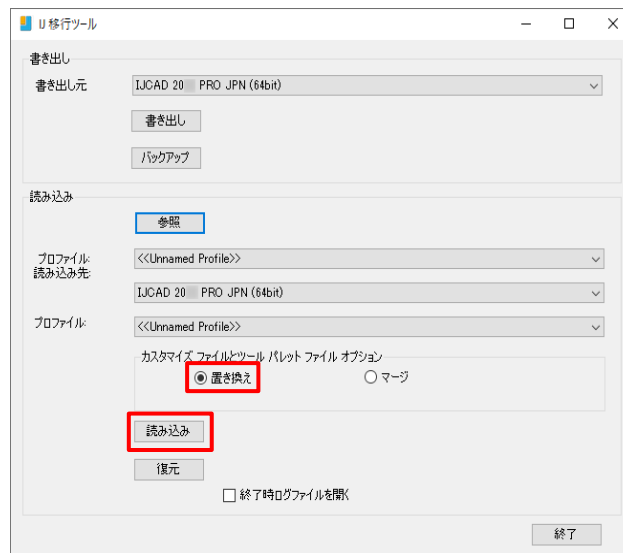 IJ 移行ツール
書き出し
書き出し元
IJCAD 20 PRO JPN (64bit)
書き出し
バックアップ
読み込み
参照
プロファイル:
<<Unnamed Profile>>
読み込み先:
IJCAD 20 PRO JPN (64bit)
プロファイル:
<<Unnamed Profile>>
カスタマイズ ファイルとツール パレット ファイル オプション
置き換え
マージ
読み込み
復元
終了時ログファイルを開く
終了